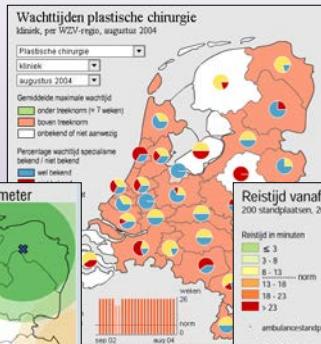 Wachttijden plastische chirurgie
kliniek, per WZV-regio, augustus 2004
Plastische chirurgie
kliniek
augustus 2004
Gemiddelde maximale wachttijd
onder treeknorm (= 7 weken)
boven treeknorm
onbekend of niet aanwezig
Percentage wachttijd specialisme
bekend / niet bekend
wel bekend
weken
26
norm
0
sep 02
aug 04
meter
Reistijd vanaf
200 standplaatsen, 20
Reistijd in minuten
≤ 3
3 - 8
8 - 13
norm
13 - 18
18 - 23
> 23
ambulancestandp